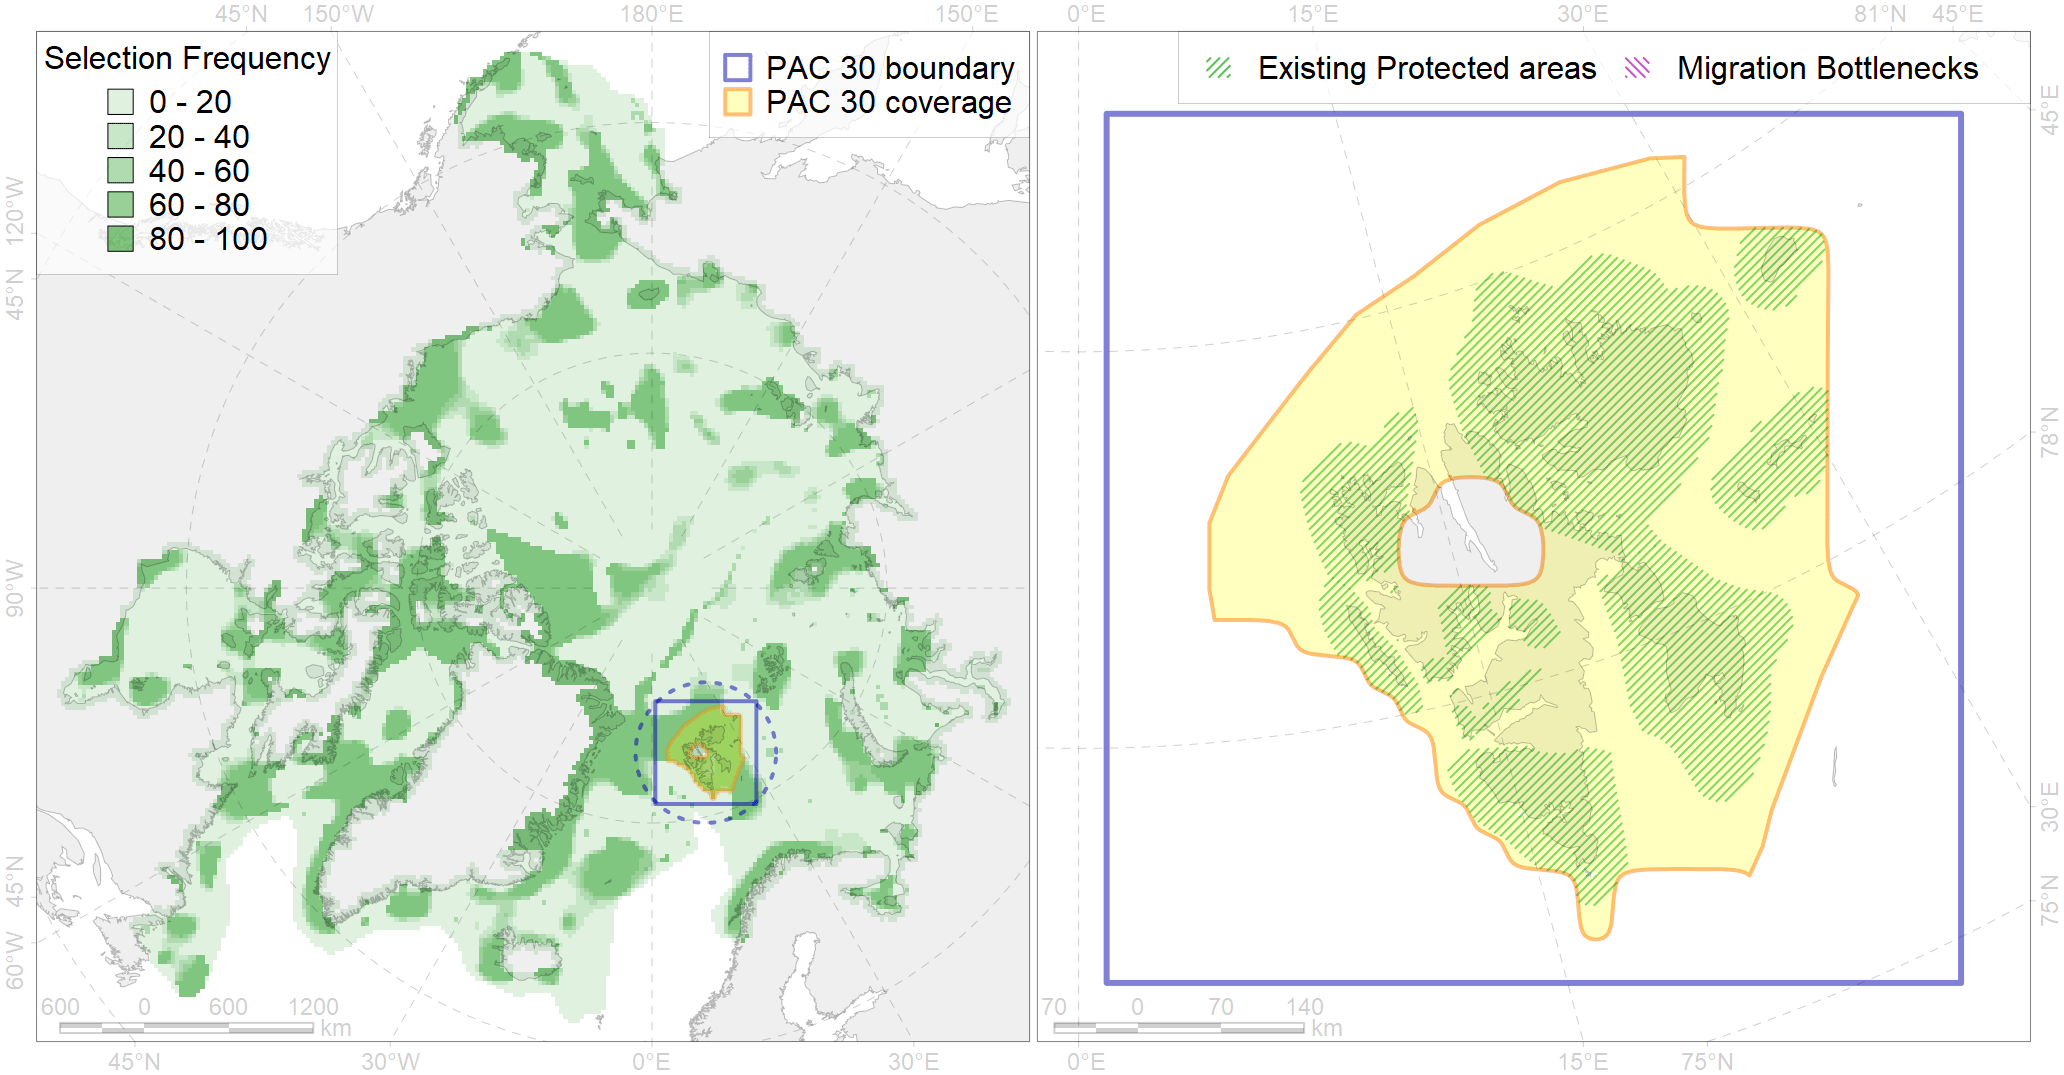 45°N 150°W 180°E 150°E 0°E 15°E 30°E 81°N 45°E
Selection Frequency
0 - 20
20 - 40
40 - 60
60 - 80
80 - 100
PAC 30 boundary
PAC 30 coverage
Existing Protected areas
Migration Bottlenecks
120°W
45°N
90°W
45°N
60°W
45°E
78°N
30°E
75°N
600 0 600 1200
km
70 0 70 140
km
45°N 30°W 0°E 30°E 0°E 15°E 75°N